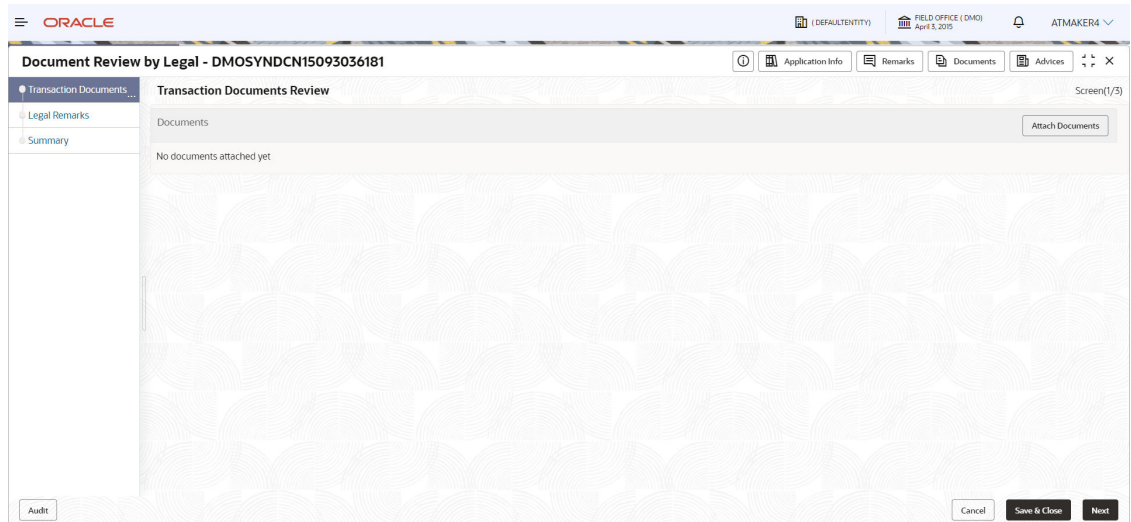 ORACLE
( DEFAULTENTITY)
FIELD OFFICE ( DMO)
April 3, 2015
ATMAKER4
Document Review by Legal - DMOSYNDCN15093036181
Application Info
Remarks
Documents
Advices
Transaction Documents ...
Legal Remarks
Summary
Transaction Documents Review
Screen(1/3)
Documents
Attach Documents
No documents attached yet
Audit
Cancel
Save & Close
Next